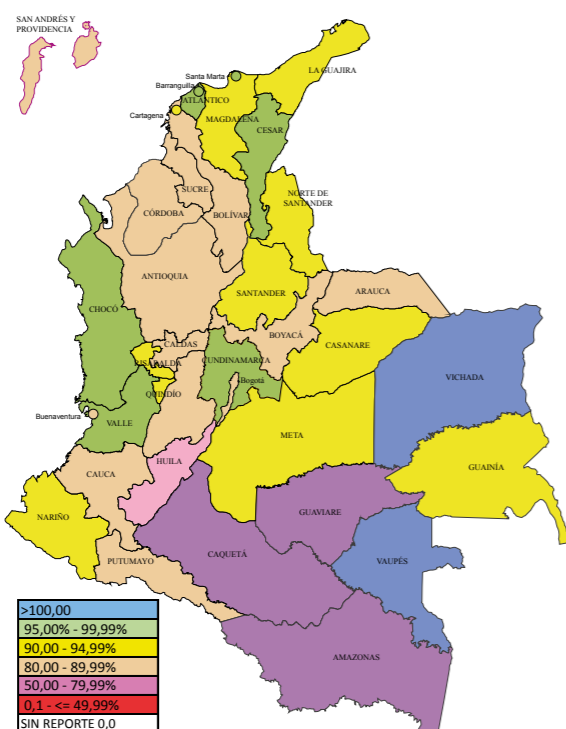 SAN ANDRÉS Y
PROVIDENCIA
LA GUAJIRA
Santa Marta
Barranguilla
ATLANTICO
Cartagena
MAGDALENA
CESAR
SUCRE
NORTE DE
SANTANDER
CÓRDOBA
BOLÍVAR
ANTIOQUIA
SANTANDER
ARAUCA
CHOCÓ
BOYACÁ
CALDAS
CASANARE
RISARALDA
CUNDINAMARCA
VICHADA
Bogotá
QUINDÍO
Buenaventura
VALLE
META
HUILA
GUAINÍA
CAUCA
GUAVIARE
NARIÑO
CAQUETÁ
VAUPÉS
PUTUMAYO
AMAZONAS
>100,00
95,00% - 99,99%
90,00 - 94,99%
80,00 - 89,99%
50,00 - 79,99%
0,1 - <= 49,99%
SIN REPORTE 0,0